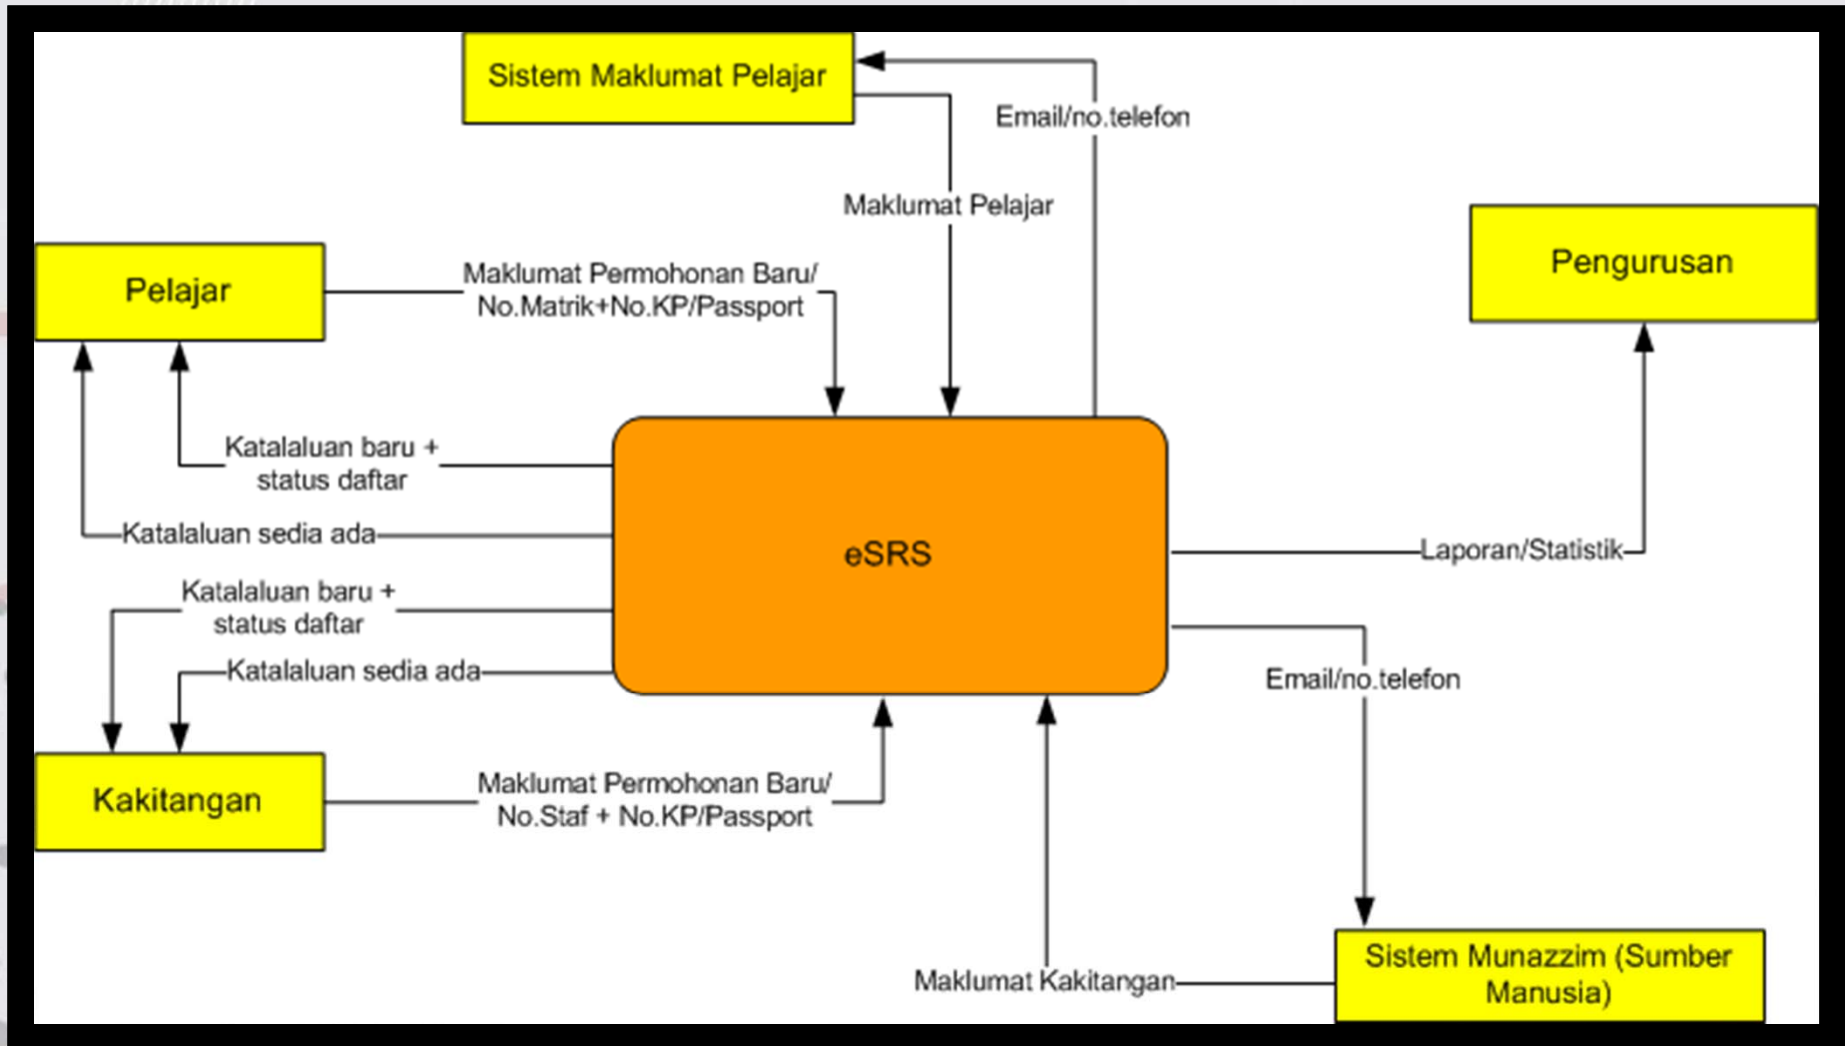 Sistem Maklumat Pelajar
Email/no.telefon
Maklumat Pelajar
Pengurusan
Pelajar
Maklumat Permohonan Baru/
No.Matrik+No.KP/Passport
Katalaluan baru +
status daftar
Katalaluan sedia ada
eSRS
Laporan/Statistik
Katalaluan baru +
status daftar
Katalaluan sedia ada
Email/no.telefon
Kakitangan
Maklumat Permohonan Baru/
No.Staf + No.KP/Passport
Maklumat Kakitangan
Sistem Munazzim (Sumber
Manusia)